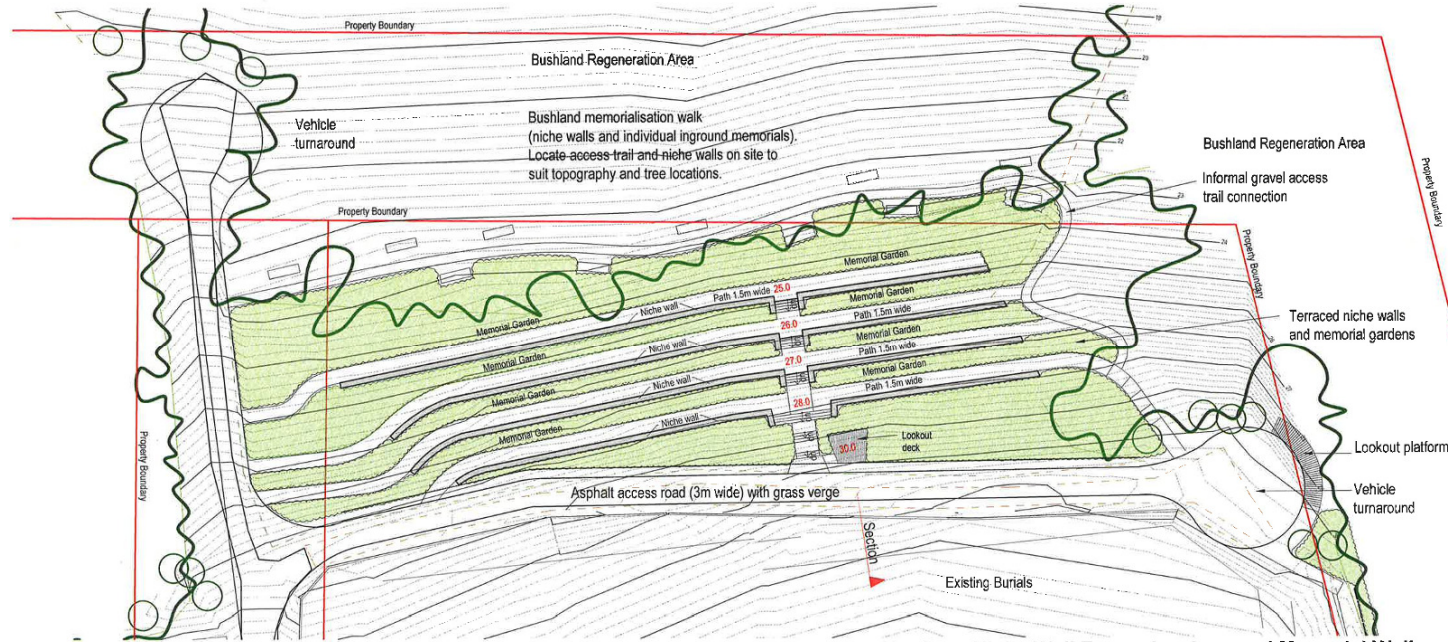 Property Boundary
Bushland Regeneration Area
Vehicle
turnaround
Bushland memorialisation walk
(niche walls and individual inground memorials).
Locate access trail and niche walls on site to
suit topography and tree locations.
Bushland Regeneration Area
Informal gravel access
trail connection
Property Boundary
Property Boundary
Property Boundary
Memorial Garden
25.0
Path 1.5m wide
Memorial Garden
Niche wall
Memorial Garden
Path 1.5m wide
26.0
Memorial Garden
Niche wall
Memorial Garden
Path 1.5m wide
27.0
Memorial Garden
Niche wall
Memorial Garden
Path 1.5m wide
28.0
Memorial Garden
Niche wall
Terraced niche walls
and memorial gardens
Property Boundary
Lookout
deck
30.0
Lookout platform
Asphalt access road (3m wide) with grass verge
Vehicle
turnaround
Section
Existing Burials